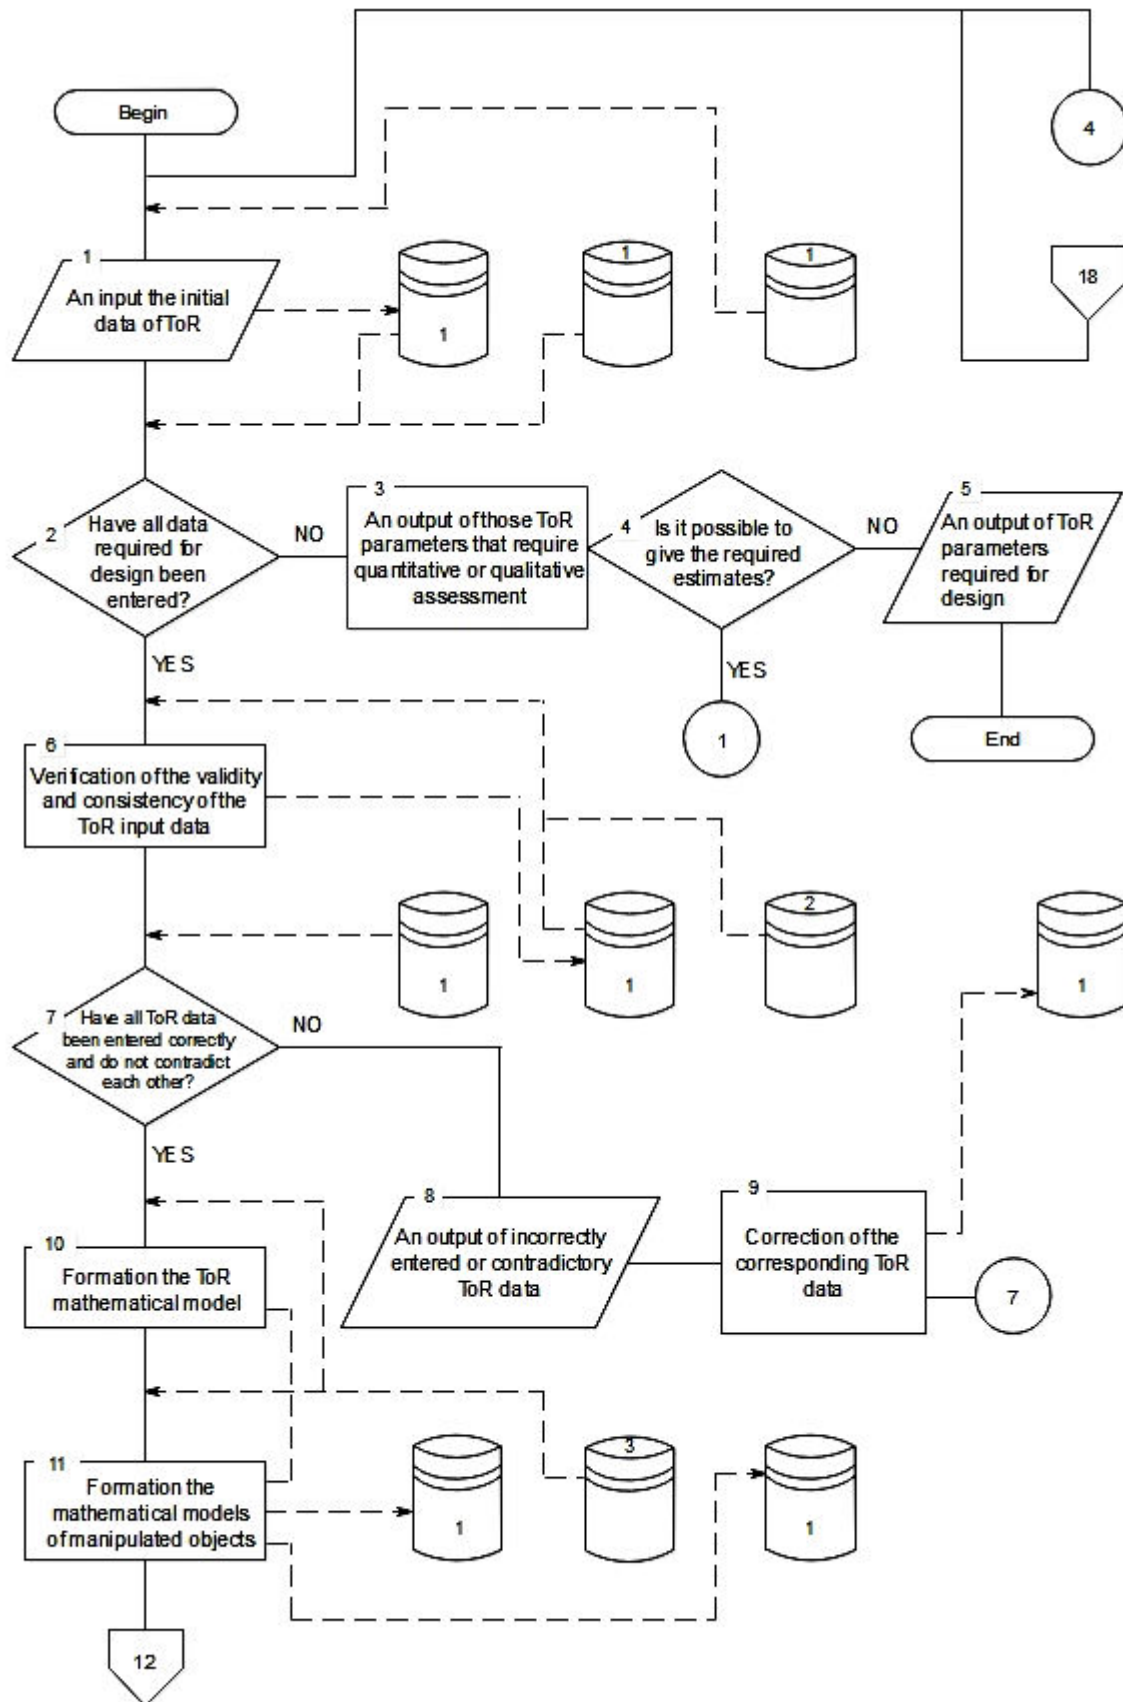 Begin
4
1
An input the initial
data of ToR
1
1
1
18
2
Have all data
required for
design been
entered?
NO
3
An output of those ToR
parameters that require
quantitative or qualitative
assessment
4
Is it possible to
give the required
estimates?
NO
5
An output of ToR
parameters
required for
design
YES
YES
1
End
6
Verification of the validity
and consistency of the
ToR input data
1
1
2
1
7
Have all ToR data
been entered correctly
and do not contradict
each other?
NO
YES
8
An output of incorrectly
entered or contradictory
ToR data
9
Correction of the
corresponding ToR
data
7
10
Formation the ToR
mathematical model
11
Formation the
mathematical models
of manipulated objects
1
3
1
12